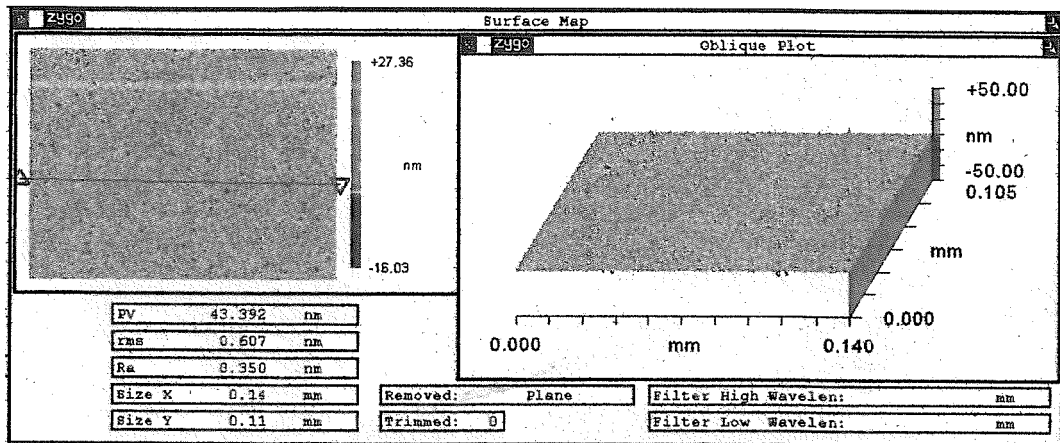 zygo Surface Map
zygo Oblique Plot
+27.36
nm
-16.03
+50.00
nm
-50.00
0.105
mm
0.000
0.000 mm 0.140
PV 43.392 nm
rms 0.607 nm
Ra 0.350 nm
Size X 0.14 mm
Size Y 0.11 mm
Removed: Plane
Trimmed: 0
Filter High Wavelen: mm
Filter Low Wavelen: mm